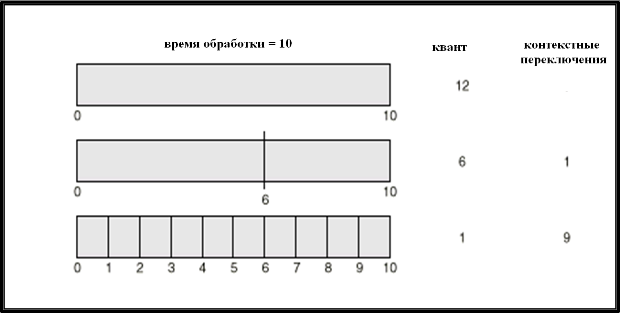 время обработки = 10
квант
контекстные
переключения
12
0 10
6 1
0 6 10
1 9
0 1 2 3 4 5 6 7 8 9 10